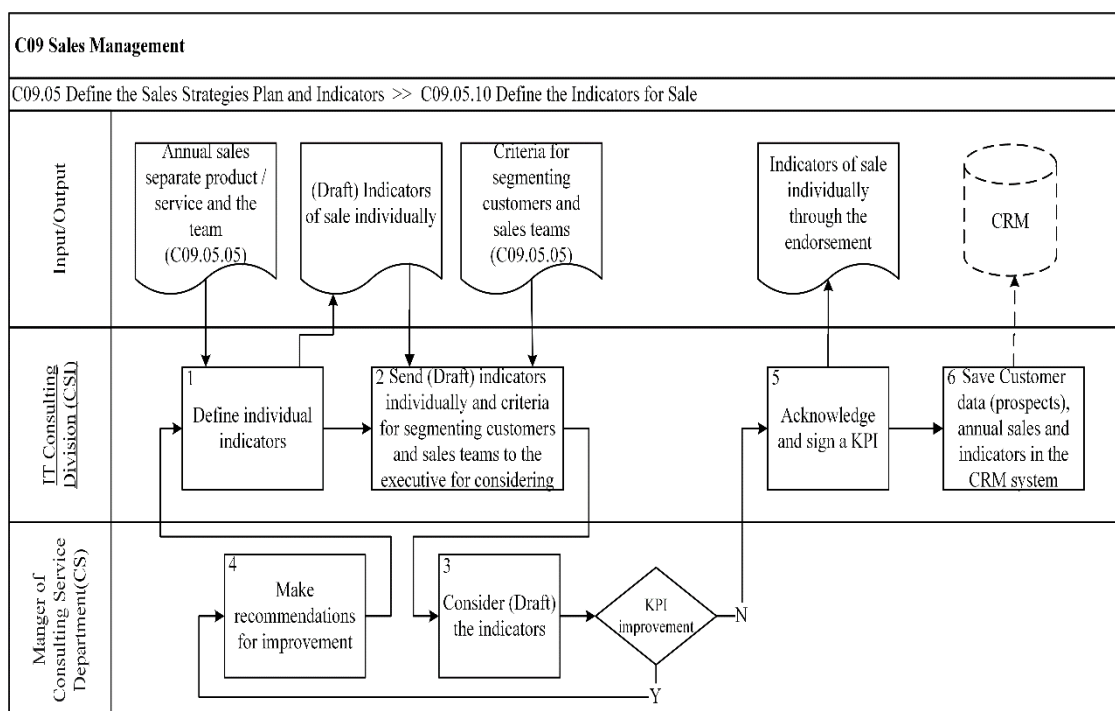 C09 Sales Management
C09.05 Define the Sales Strategies Plan and Indicators >> C09.05.10 Define the Indicators for Sale
Input/Output
Annual sales
separate product /
service and the
team
(C09.05.05)
(Draft) Indicators
of sale individually
Criteria for
segmenting
customers and
sales teams
(C09.05.05)
Indicators of sale
individually
through the
endorsement
CRM
IT Consulting
Division (CSI)
1
Define individual
indicators
2 Send (Draft) indicators
individually and criteria
for segmenting customers
and sales teams to the
executive for considering
5
Acknowledge
and sign a KPI
6 Save Customer
data (prospects),
annual sales and
indicators in the
CRM system
Manger of
Consulting Service
Department(CS)
4
Make
recommendations
for improvement
3
Consider (Draft)
the indicators
KPI
improvement
N
Y